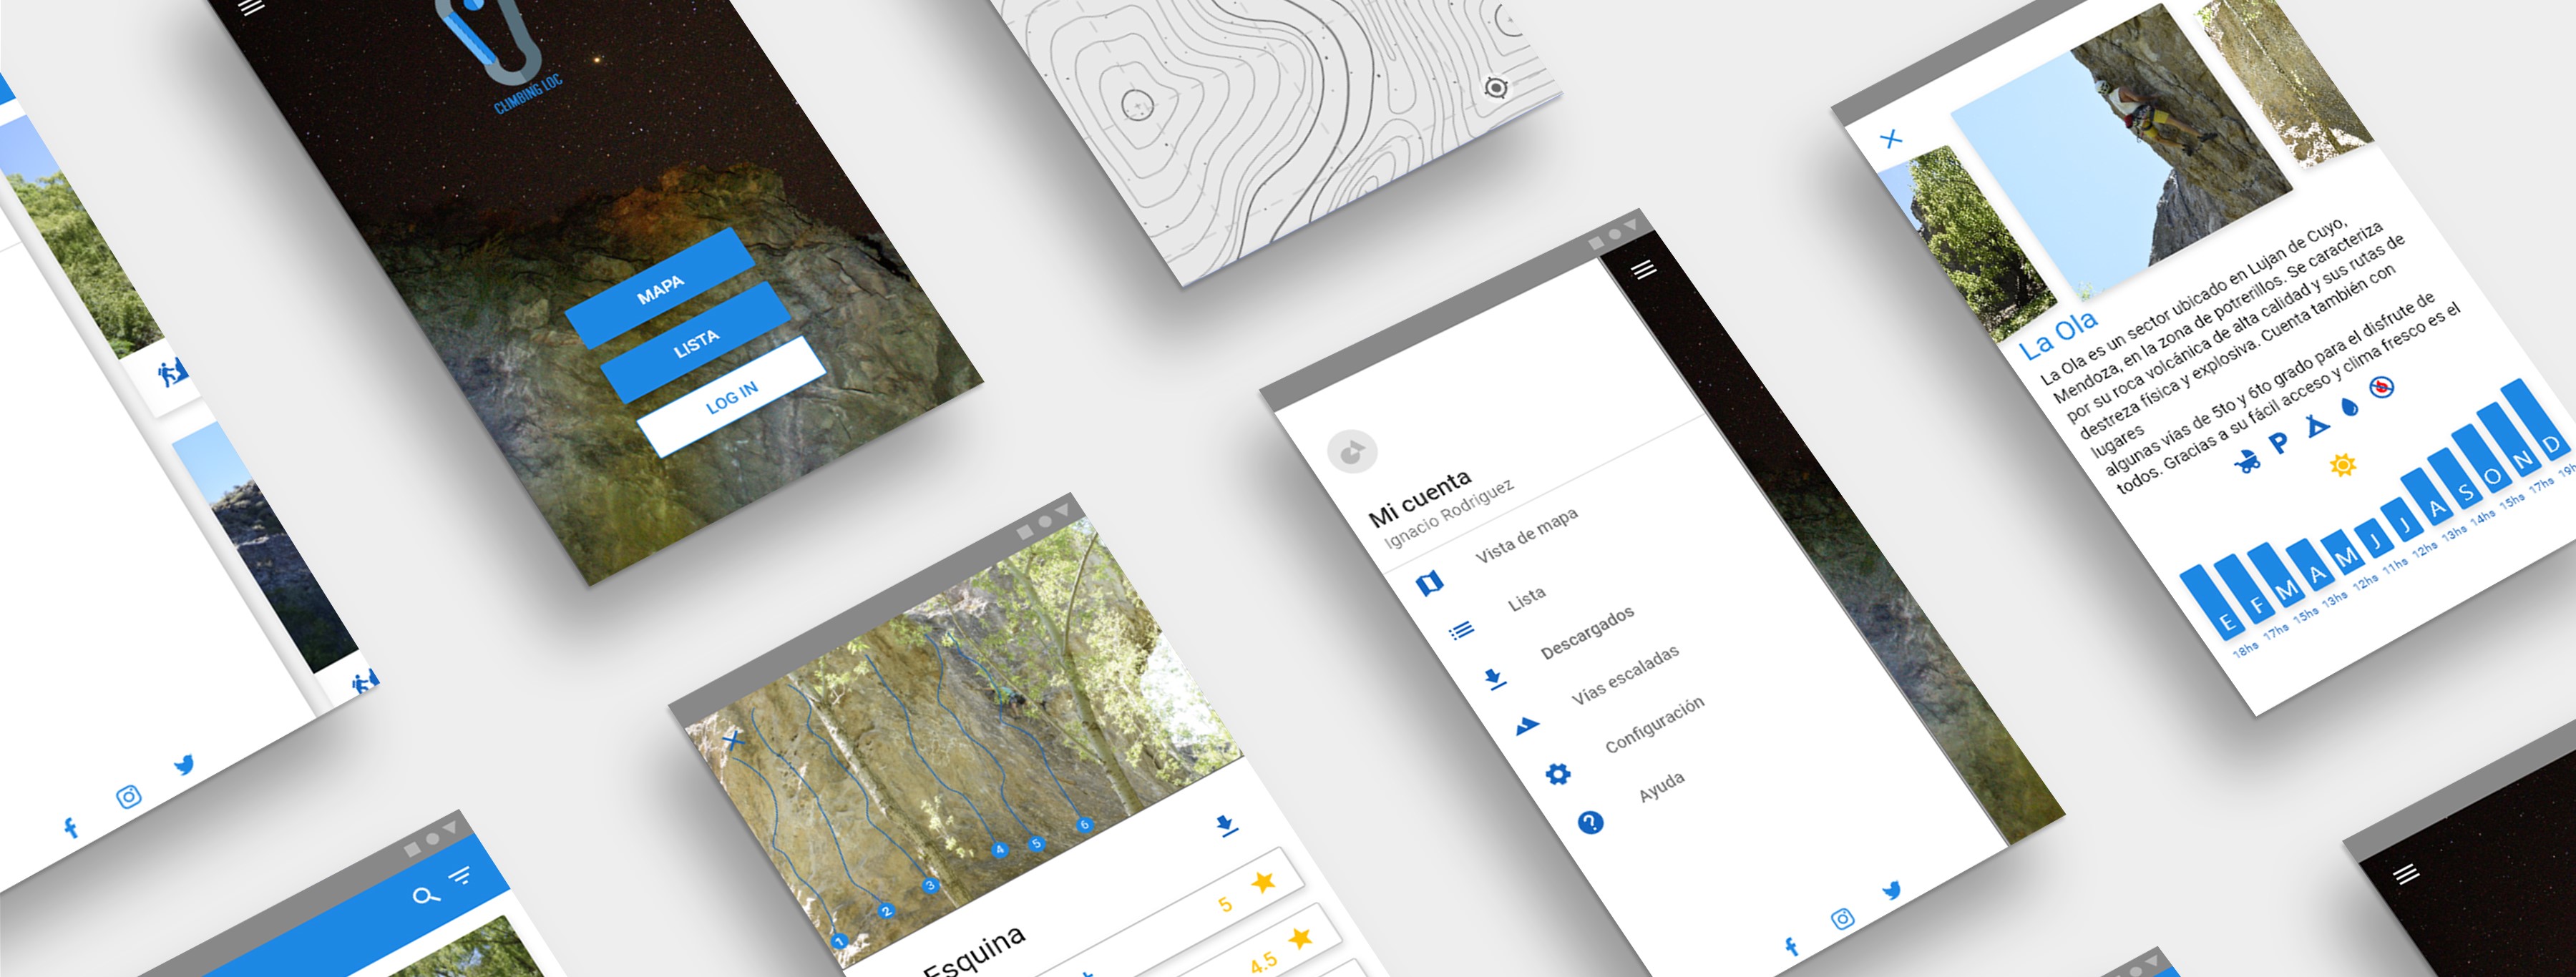 CLIMBING LOC
MAPA
LISTA
LOG IN
1
2
3
4
5
6
Esquina
5
4.5
Mi cuenta
Ignacio Rodriguez
Vista de mapa
Lista
Descargados
Vías escaladas
Configuración
Ayuda
La Ola
La Ola es un sector ubicado en Lujan de Cuyo,
Mendoza, en la zona de potrerillos. Se caracteriza
por su roca volcánica de alta calidad y sus rutas de
destreza física y explosiva. Cuenta también con
lugares
algunas vías de 5to y 6to grado para el disfrute de
todos. Gracias a su fácil acceso y clima fresco es el
P
E F M A M J J A S O N D
18hs 17hs 15hs 13hs 12hs 11hs 12hs 13hs 14hs 15hs 17hs 19hs